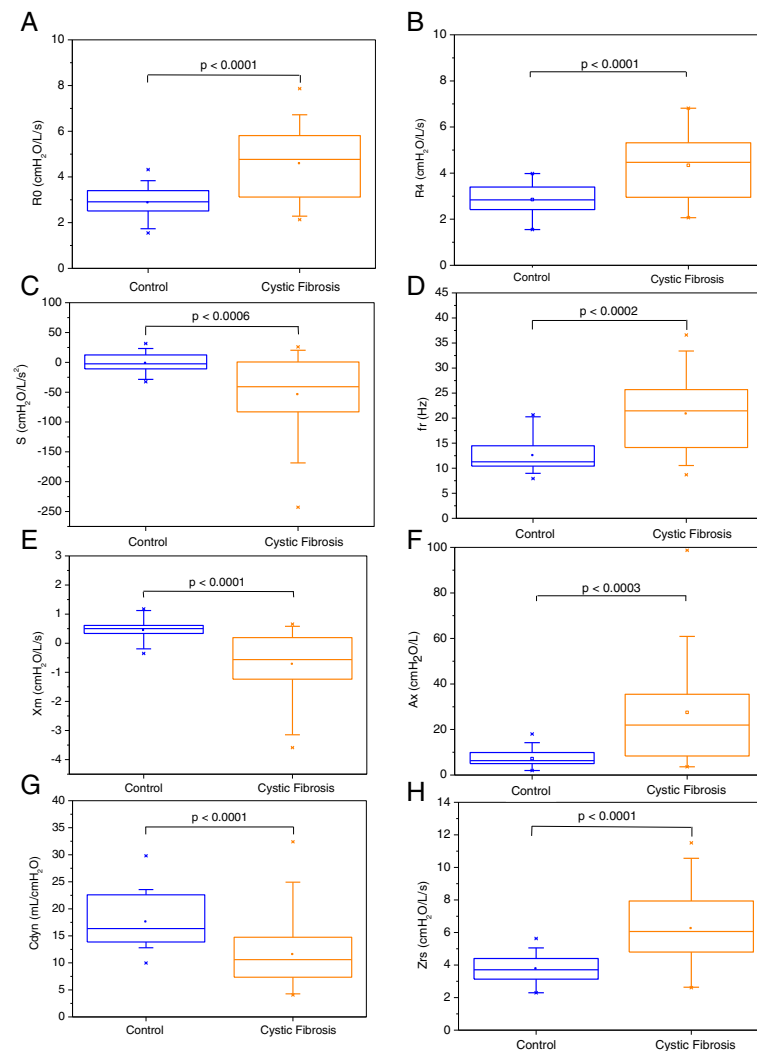 A
R0 (cmH₂O/L/s)
10
8
6
4
2
0
p < 0.0001
Control
Cystic Fibrosis
B
R4 (cmH₂O/L/s)
10
8
6
4
2
0
p < 0.0001
Control
Cystic Fibrosis
C
S (cmH₂O/L/s²)
100
50
0
-50
-100
-150
-200
-250
p < 0.0006
Control
Cystic Fibrosis
D
fr (Hz)
45
40
35
30
25
20
15
10
5
0
p < 0.0002
Control
Cystic Fibrosis
E
Xm (cmH₂O/L/s)
3
2
1
0
-1
-2
-3
-4
p < 0.0001
Control
Cystic Fibrosis
F
Ax (cmH₂O/L)
100
80
60
40
20
0
p < 0.0003
Control
Cystic Fibrosis
G
Cdyn (mL/cmH₂O)
40
35
30
25
20
15
10
5
0
p < 0.0001
Control
Cystic Fibrosis
H
Zrs (cmH₂O/L/s)
14
12
10
8
6
4
2
0
p < 0.0001
Control
Cystic Fibrosis